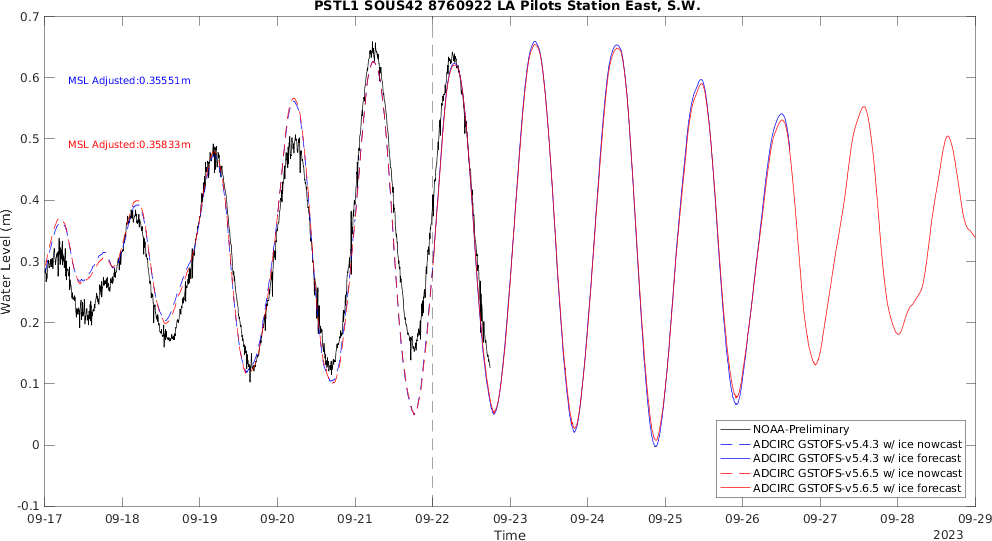 PSTL1 SOUS42 8760922 LA Pilots Station East, S.W.
0.7
0.6
0.5
0.4
0.3
0.2
0.1
0
-0.1
Water Level (m)
MSL Adjusted:0.35551m
MSL Adjusted:0.35833m
NOAA-Preliminary
ADCIRC GSTOFS-v5.4.3 w/ ice nowcast
ADCIRC GSTOFS-v5.4.3 w/ ice forecast
ADCIRC GSTOFS-v5.6.5 w/ ice nowcast
ADCIRC GSTOFS-v5.6.5 w/ ice forecast
09-17 09-18 09-19 09-20 09-21 09-22 09-23 09-24 09-25 09-26 09-27 09-28 09-29
Time
2023